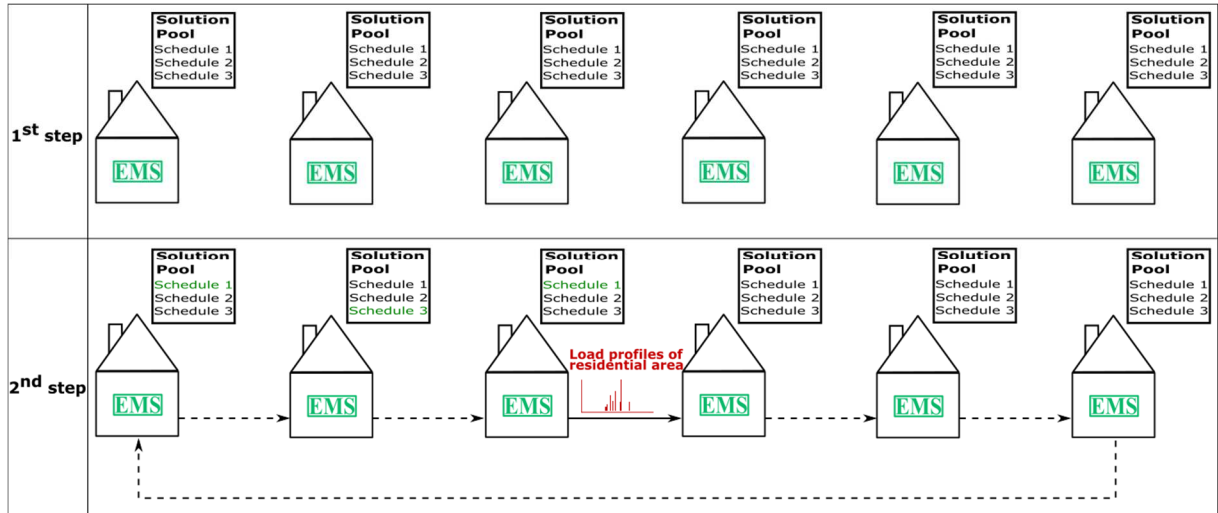 1st step
Solution
Pool
Schedule 1
Schedule 2
Schedule 3
EMS
Solution
Pool
Schedule 1
Schedule 2
Schedule 3
EMS
Solution
Pool
Schedule 1
Schedule 2
Schedule 3
EMS
Solution
Pool
Schedule 1
Schedule 2
Schedule 3
EMS
Solution
Pool
Schedule 1
Schedule 2
Schedule 3
EMS
Solution
Pool
Schedule 1
Schedule 2
Schedule 3
EMS
2nd step
Solution
Pool
Schedule 1
Schedule 2
Schedule 3
EMS
Solution
Pool
Schedule 1
Schedule 2
Schedule 3
EMS
Solution
Pool
Schedule 1
Schedule 2
Schedule 3
EMS
Load profiles of
residential area
Solution
Pool
Schedule 1
Schedule 2
Schedule 3
EMS
Solution
Pool
Schedule 1
Schedule 2
Schedule 3
EMS
Solution
Pool
Schedule 1
Schedule 2
Schedule 3
EMS